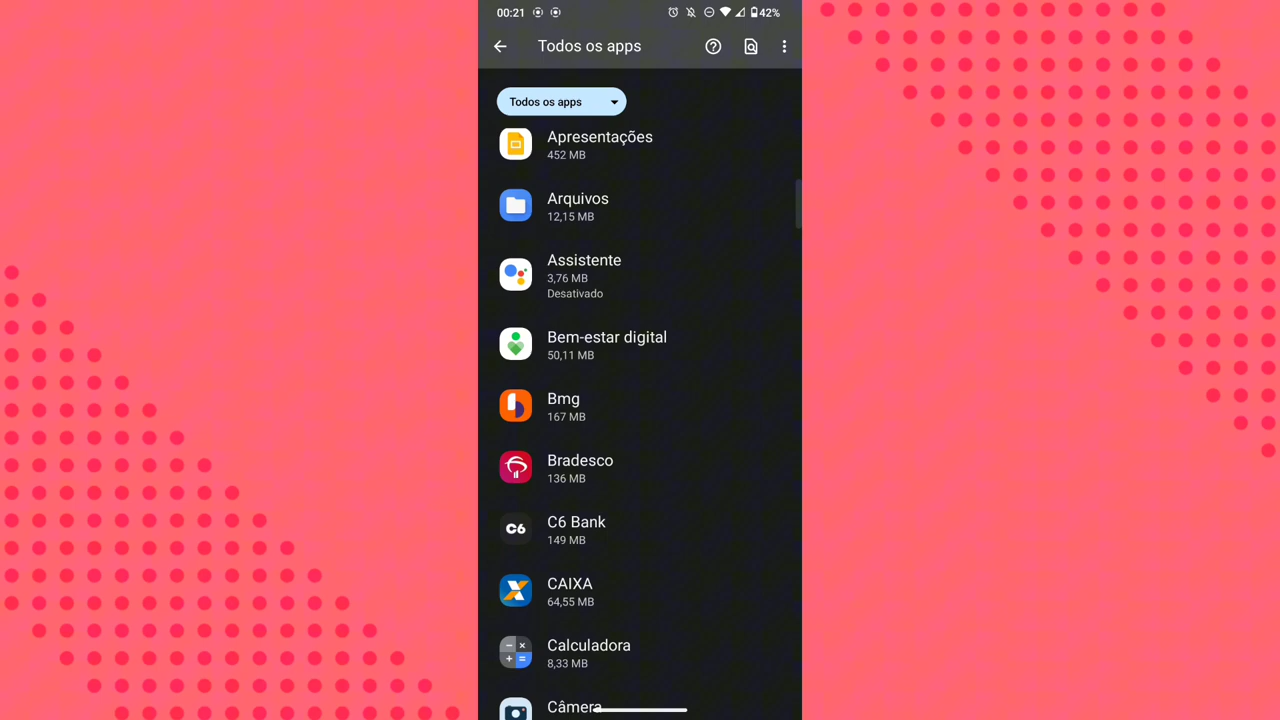 00:21 42%
Todos os apps
Todos os apps
Apresentações
452 MB
Arquivos
12,15 MB
Assistente
3,76 MB
Desativado
Bem-estar digital
50,11 MB
Bmg
167 MB
Bradesco
136 MB
C6 C6 Bank
149 MB
CAIXA
64,55 MB
Calculadora
8,33 MB
Câmera